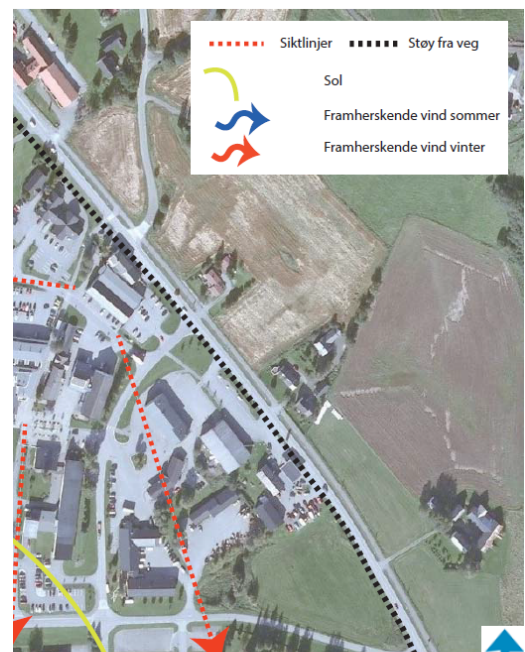 Siktlinjer Støy fra veg
Sol
Framherskende vind sommer
Framherskende vind vinter